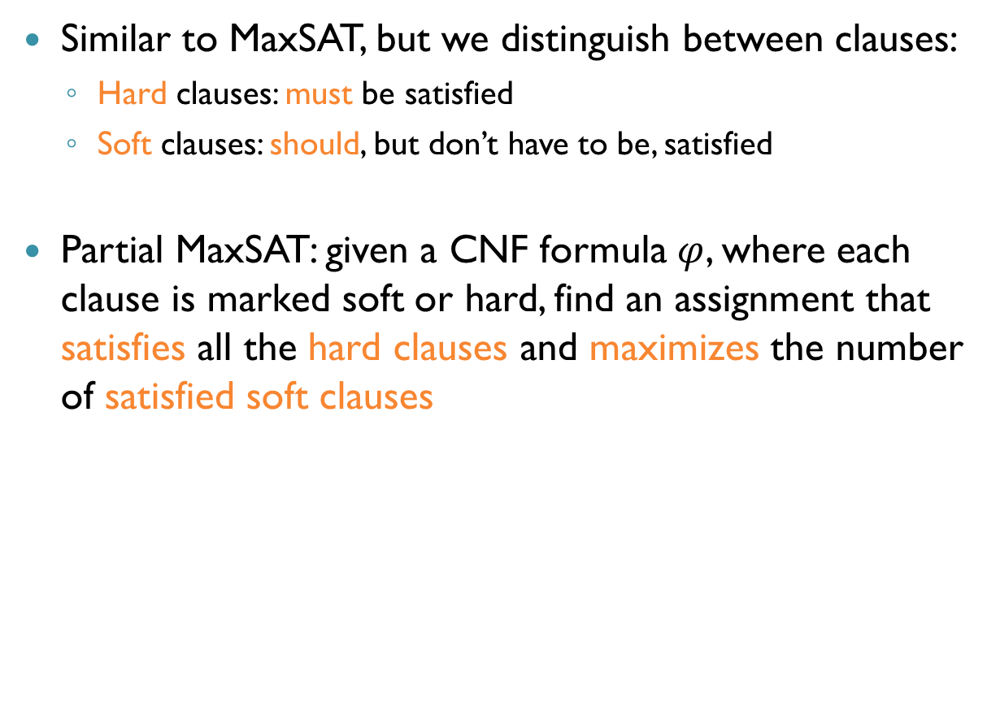 • Similar to MaxSAT, but we distinguish between clauses:
◦ Hard clauses: must be satisfied
◦ Soft clauses: should, but don’t have to be, satisfied
• Partial MaxSAT: given a CNF formula φ, where each
clause is marked soft or hard, find an assignment that
satisfies all the hard clauses and maximizes the number
of satisfied soft clauses